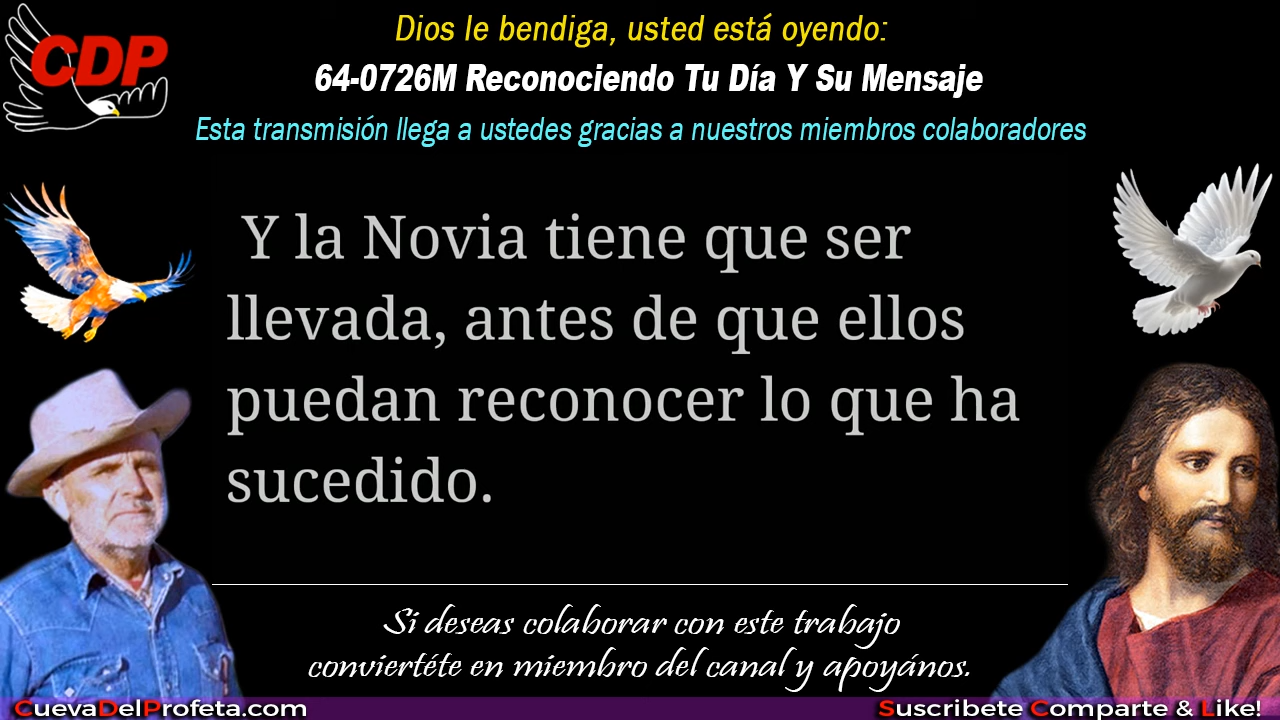 CDP
Dios le bendiga, usted está oyendo:
64-0726M Reconociendo Tu Día Y Su Mensaje
Esta transmisión llega a ustedes gracias a nuestros miembros colaboradores
Y la Novia tiene que ser
llevada, antes de que ellos
puedan reconocer lo que ha
sucedido.
Si deseas colaborar con este trabajo
conviertéte en miembro del canal y apoyános.
CuevaDelProfeta.com
Suscribete Comparte & Like!